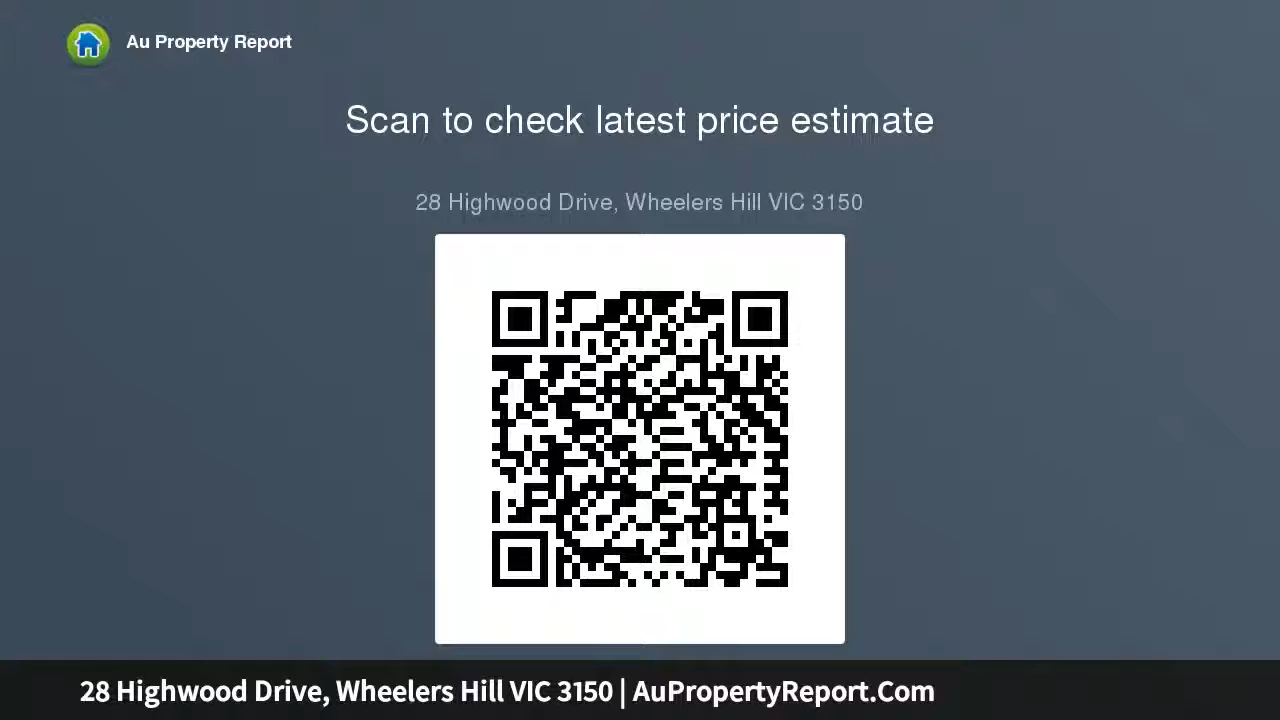 Au Property Report
Scan to check latest price estimate
28 Highwood Drive, Wheelers Hill VIC 3150
28 Highwood Drive, Wheelers Hill VIC 3150 | AuPropertyReport.Com